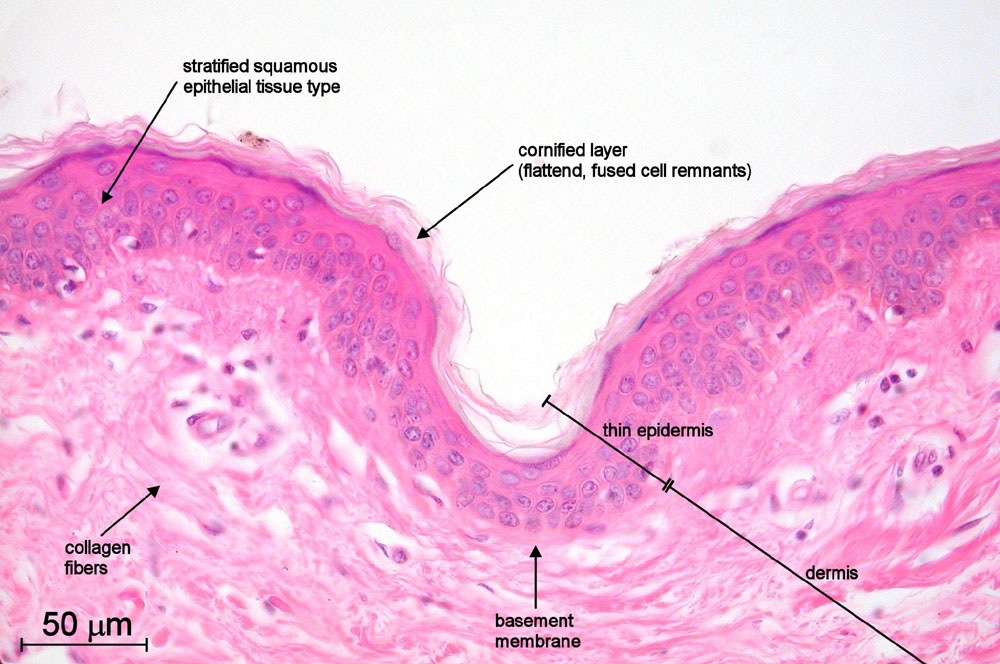 stratified squamous
epithelial tissue type
cornified layer
(flattend, fused cell remnants)
thin epidermis
collagen
fibers
dermis
basement
membrane
50 µm